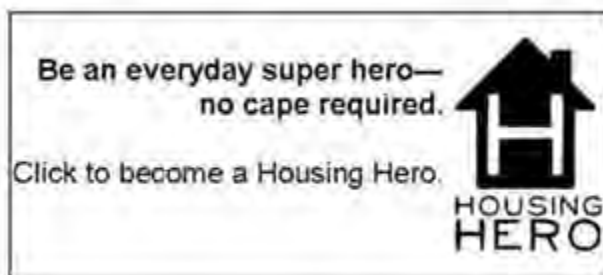 Be an everyday super hero—
no cape required.
Click to become a Housing Hero.
H
HOUSING
HERO